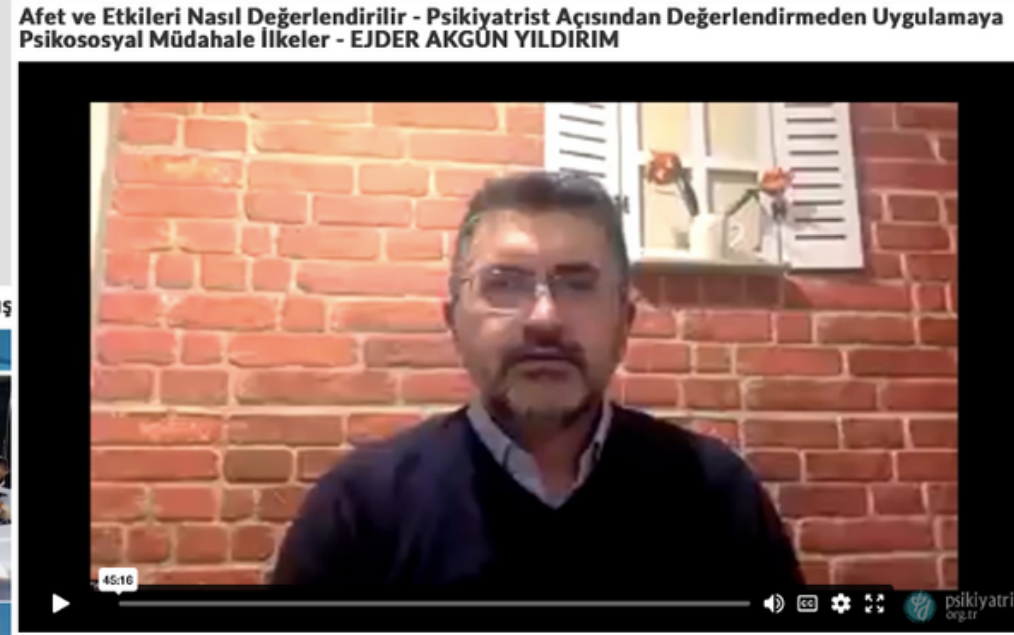 Afet ve Etkileri Nasıl Değerlendirilir - Psikiyatrist Açısından Değerlendirmeden Uygulamaya
Psikososyal Müdahale İlkeler - EJDER AKGÜN YILDIRIM
Ş
45:16
CC
psikiyatri
org.tr